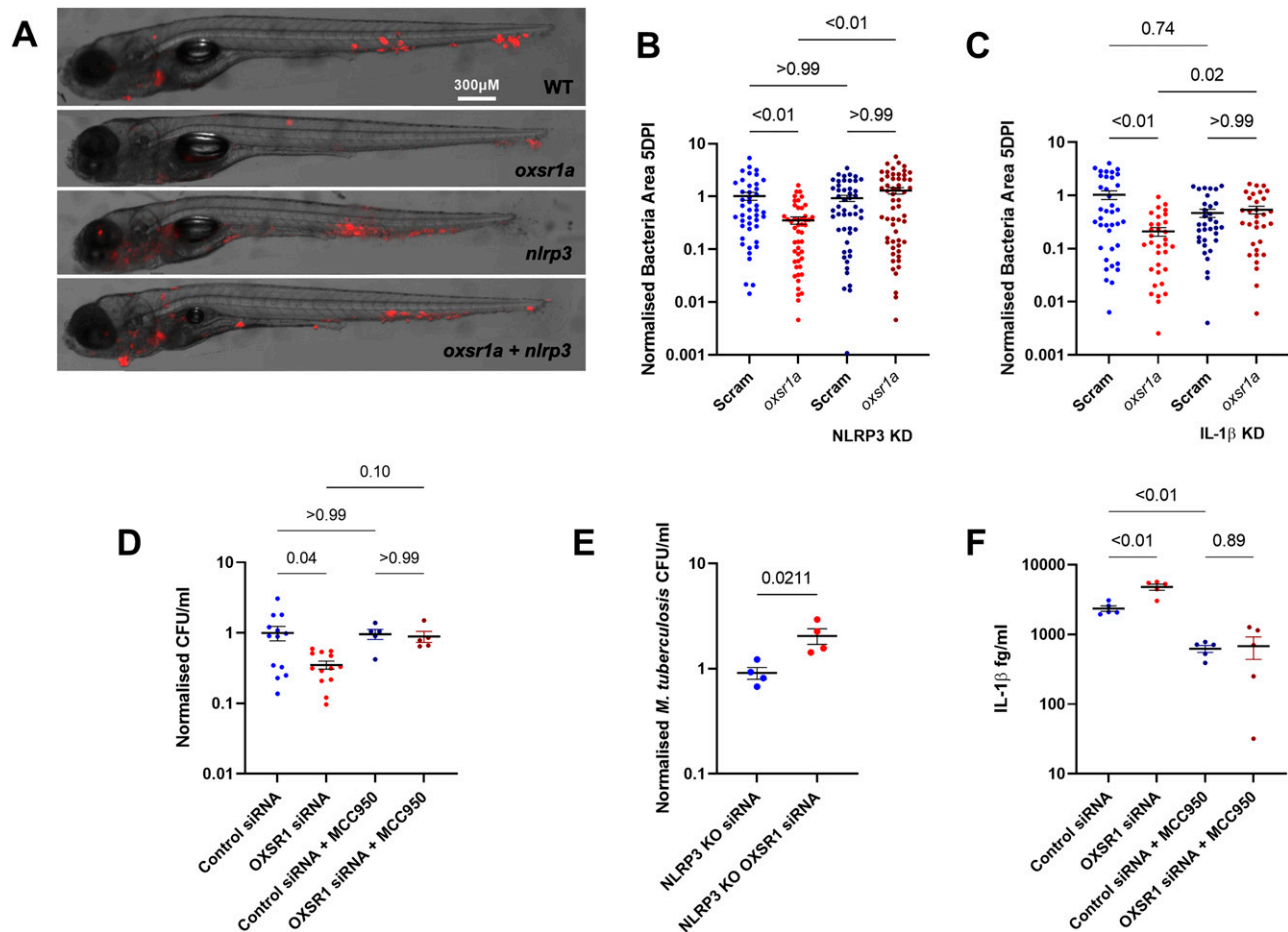 A
WT
300µM
oxsr1a
nlrp3
oxsr1a + nlrp3
B
<0.01
>0.99
<0.01
>0.99
Normalised Bacteria Area 5DPI
10
1
0.1
0.01
0.001
Scram
oxsr1a
Scram
oxsr1a
NLRP3 KD
C
0.74
0.02
<0.01
>0.99
Normalised Bacteria Area 5DPI
10
1
0.1
0.01
0.001
Scram
oxsr1a
Scram
oxsr1a
IL-1β KD
D
0.10
>0.99
0.04
>0.99
Normalised CFU/ml
10
1
0.1
0.01
Control siRNA
OXSR1 siRNA
Control siRNA + MCC950
OXSR1 siRNA + MCC950
E
0.0211
Normalised M. tuberculosis CFU/ml
10
1
0.1
NLRP3 KO siRNA
NLRP3 KO OXSR1 siRNA
F
<0.01
<0.01
0.89
IL-1β fg/ml
10000
1000
100
10
Control siRNA
OXSR1 siRNA
Control siRNA + MCC950
OXSR1 siRNA + MCC950